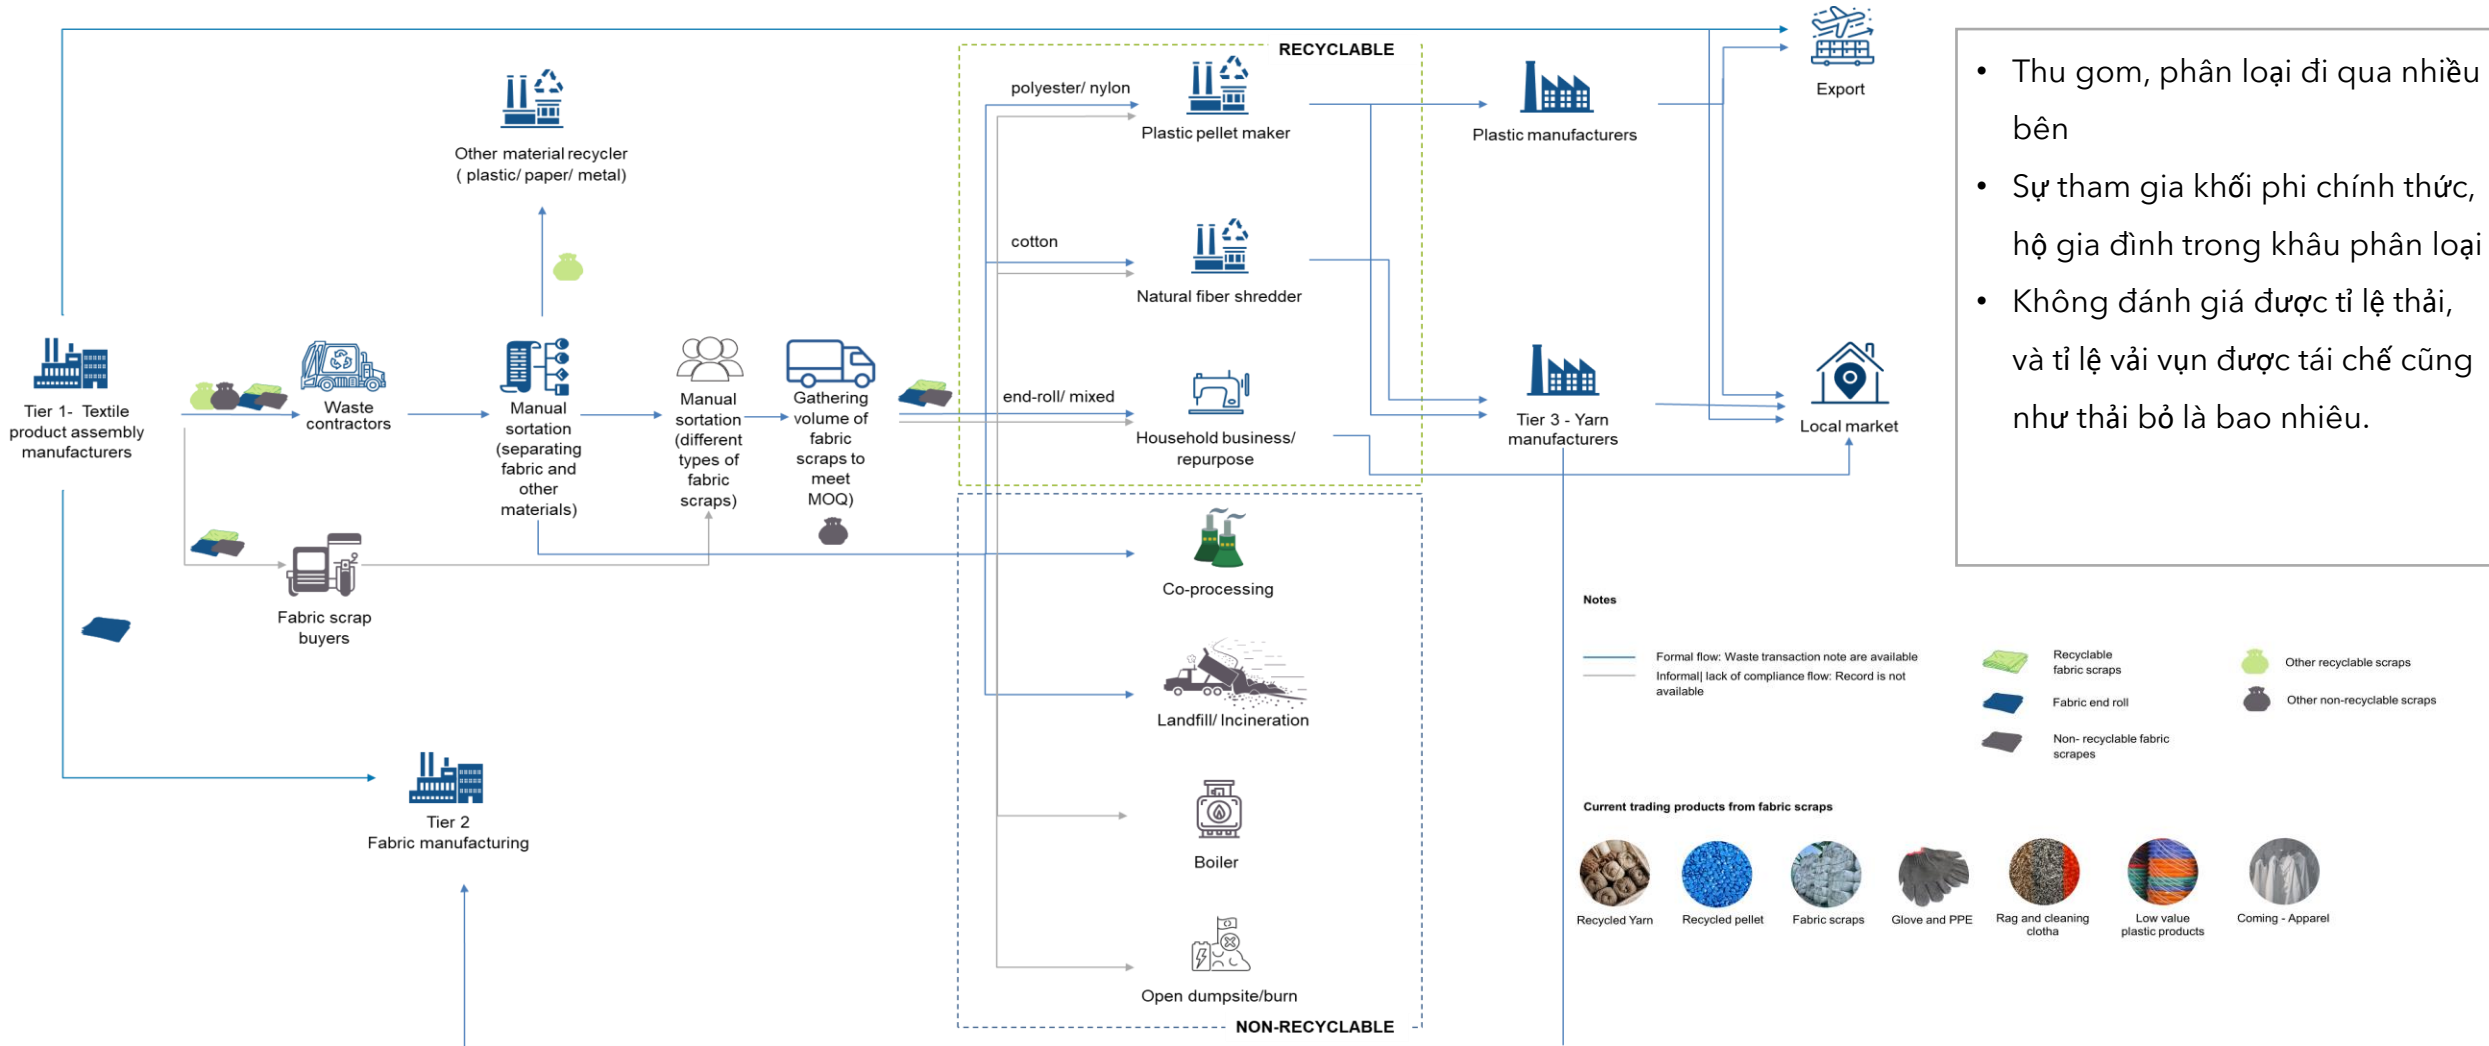 RECYCLABLE
Export
polyester/ nylon
Plastic pellet maker
Plastic manufacturers
Other material recycler
( plastic/ paper/ metal)
cotton
Natural fiber shredder
Tier 1-  Textile
product assembly
manufacturers
Waste
contractors
Manual
sortation
(separating
fabric and
other
materials)
Manual
sortation
(different
types of
fabric
scraps)
Gathering
volume of
fabric
scraps to
meet
MOQ)
end-roll/ mixed
Household business/
repurpose
Tier 3 - Yarn
manufacturers
Local market
Fabric scrap
buyers
Co-processing
Landfill/ Incineration
Tier 2
Fabric manufacturing
Boiler
Open dumpsite/burn
NON-RECYCLABLE
• Thu gom, phân loại đi qua nhiều
bên
• Sự tham gia khối phi chính thức,
hộ gia đình trong khâu phân loại
• Không đánh giá được tỉ lệ thải,
và tỉ lệ vải vụn được tái chế cũng
như thải bỏ là bao nhiêu.
Notes
Formal flow: Waste transaction note are available
Informal| lack of compliance flow: Record is not
available
Recyclable
fabric scraps
Fabric end roll
Non- recyclable fabric
scrapes
Other recyclable scraps
Other non-recyclable scraps
Current trading products from fabric scraps
Recycled Yarn
Recycled pellet
Fabric scraps
Glove and PPE
Rag and cleaning
clotha
Low value
plastic products
Coming - Apparel